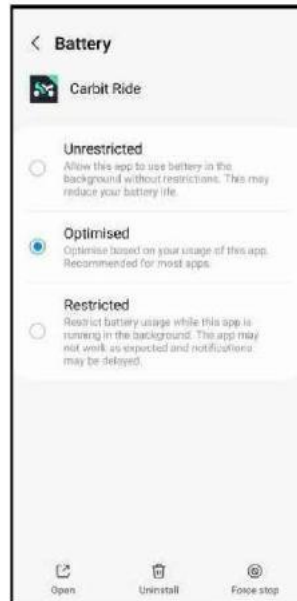 Battery
Carbit Ride
Unrestricted
Allow this app to use battery in the
background without restrictions. This may
reduce your battery life.
Optimised
Optimise based on your usage of this app.
Recommended for most apps.
Restricted
Restrict battery usage while this app is
running in the background. The app may
not work as expected and notifications
may be delayed.
Open Uninstall Force stop